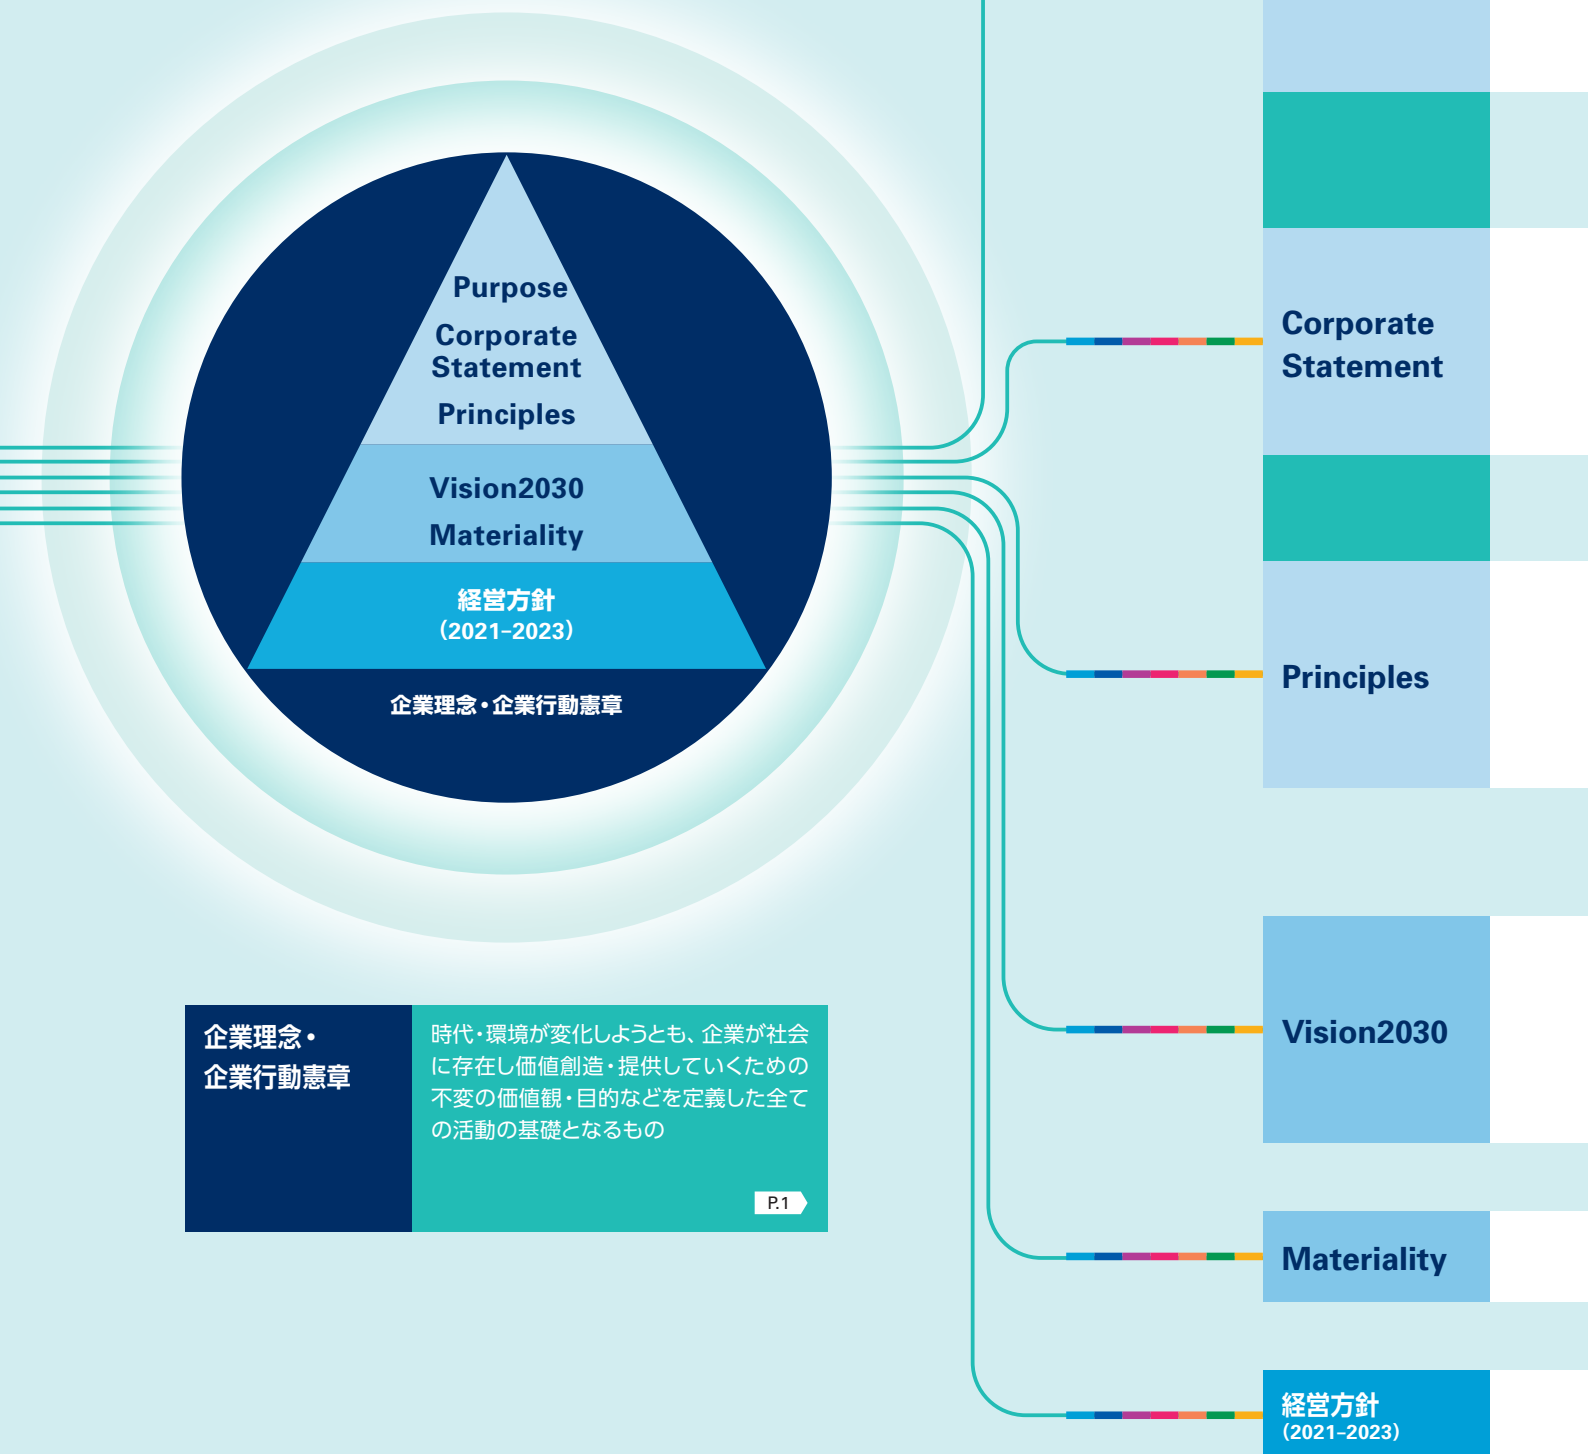 Purpose
Corporate
Statement
Principles
Vision2030
Materiality
経営方針
（2021–2023）
企業理念・企業行動憲章
企業理念・
企業行動憲章
時代・環境が変化しようとも、企業が社会
に存在し価値創造・提供していくための
不変の価値観・目的などを定義した全て
の活動の基礎となるもの
P.1
Corporate
Statement
Principles
Vision2030
Materiality
経営方針
（2021–2023）